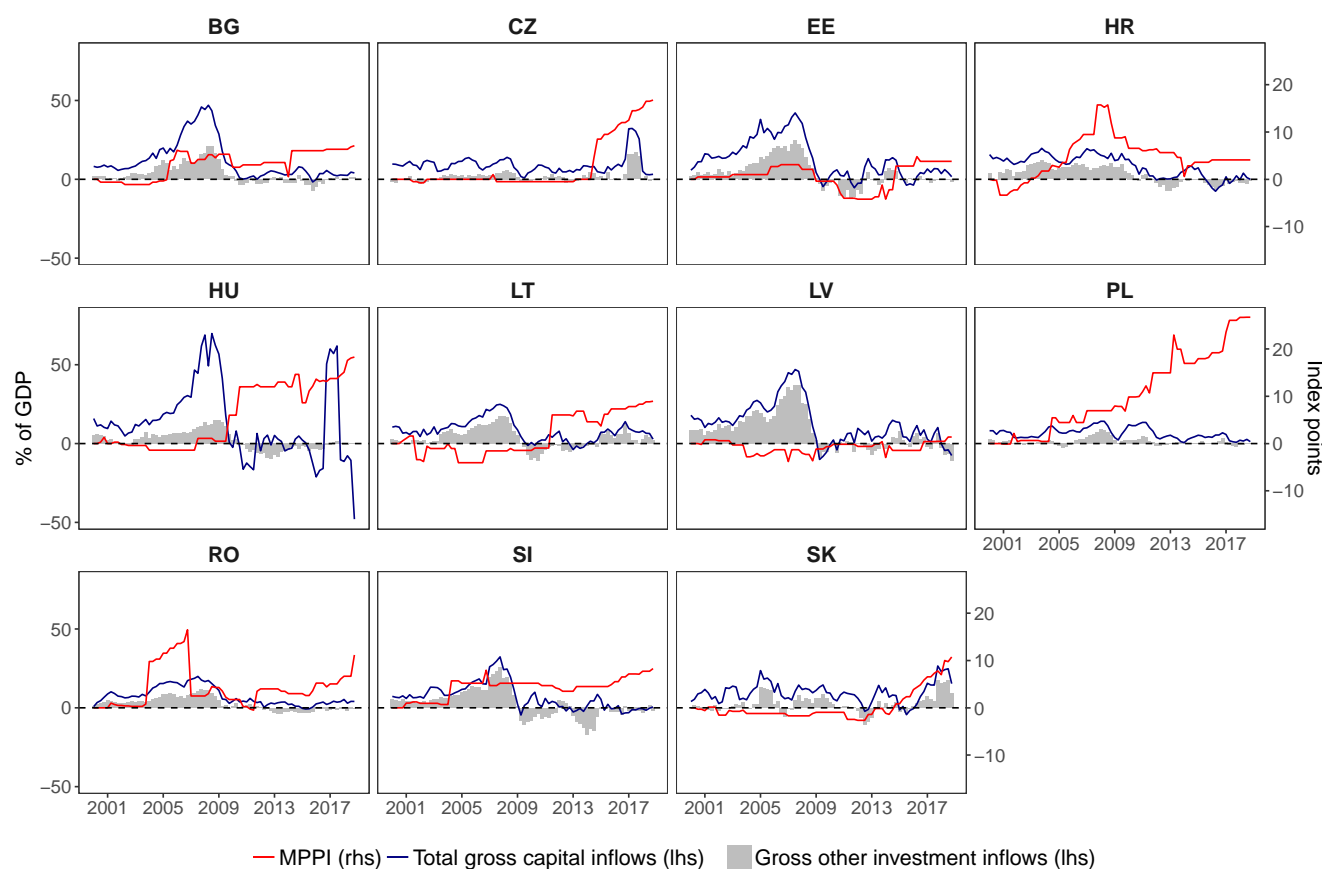 BG CZ EE HR
50
0
−50
20
10
0
−10
HU LT LV PL
50
0
−50
20
10
0
−10
% of GDP
Index points
2001 2005 2009 2013 2017
RO SI SK
50
0
−50
20
10
0
−10
2001 2005 2009 2013 2017 2001 2005 2009 2013 2017 2001 2005 2009 2013 2017
MPPI (rhs) Total gross capital inflows (lhs) Gross other investment inflows (lhs)